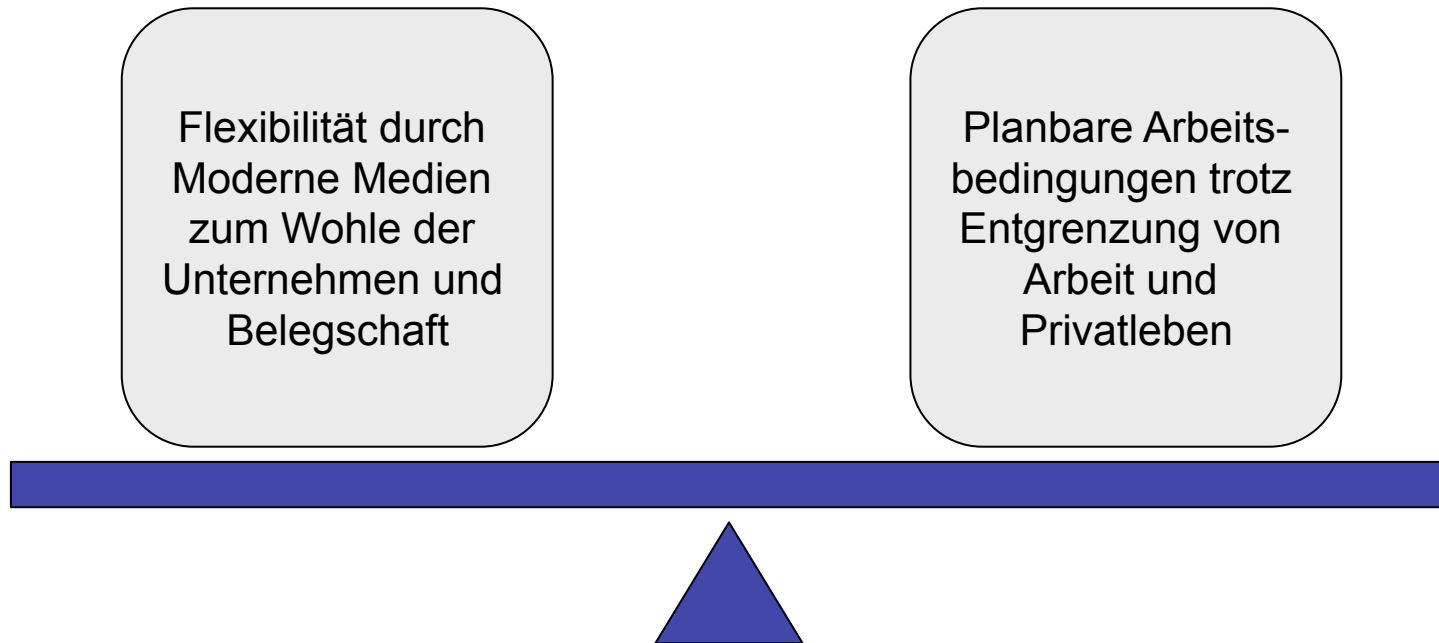 Flexibilität durch
Moderne Medien
zum Wohle der
Unternehmen und
Belegschaft
Planbare Arbeits-
bedingungen trotz
Entgrenzung von
Arbeit und
Privatleben